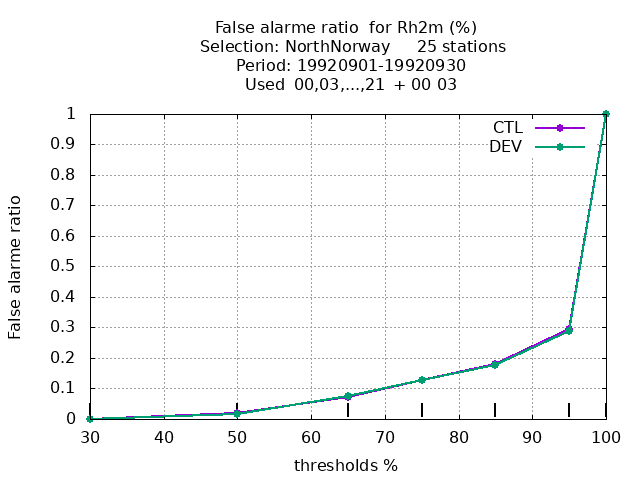 False alarme ratio  for Rh2m (%)
Selection: NorthNorway     25 stations
Period: 19920901-19920930
Used  00,03,...,21  + 00 03
CTL
DEV
1
0.9
0.8
0.7
0.6
0.5
0.4
0.3
0.2
0.1
0
False alarme ratio
30 40 50 60 70 80 90 100
thresholds %